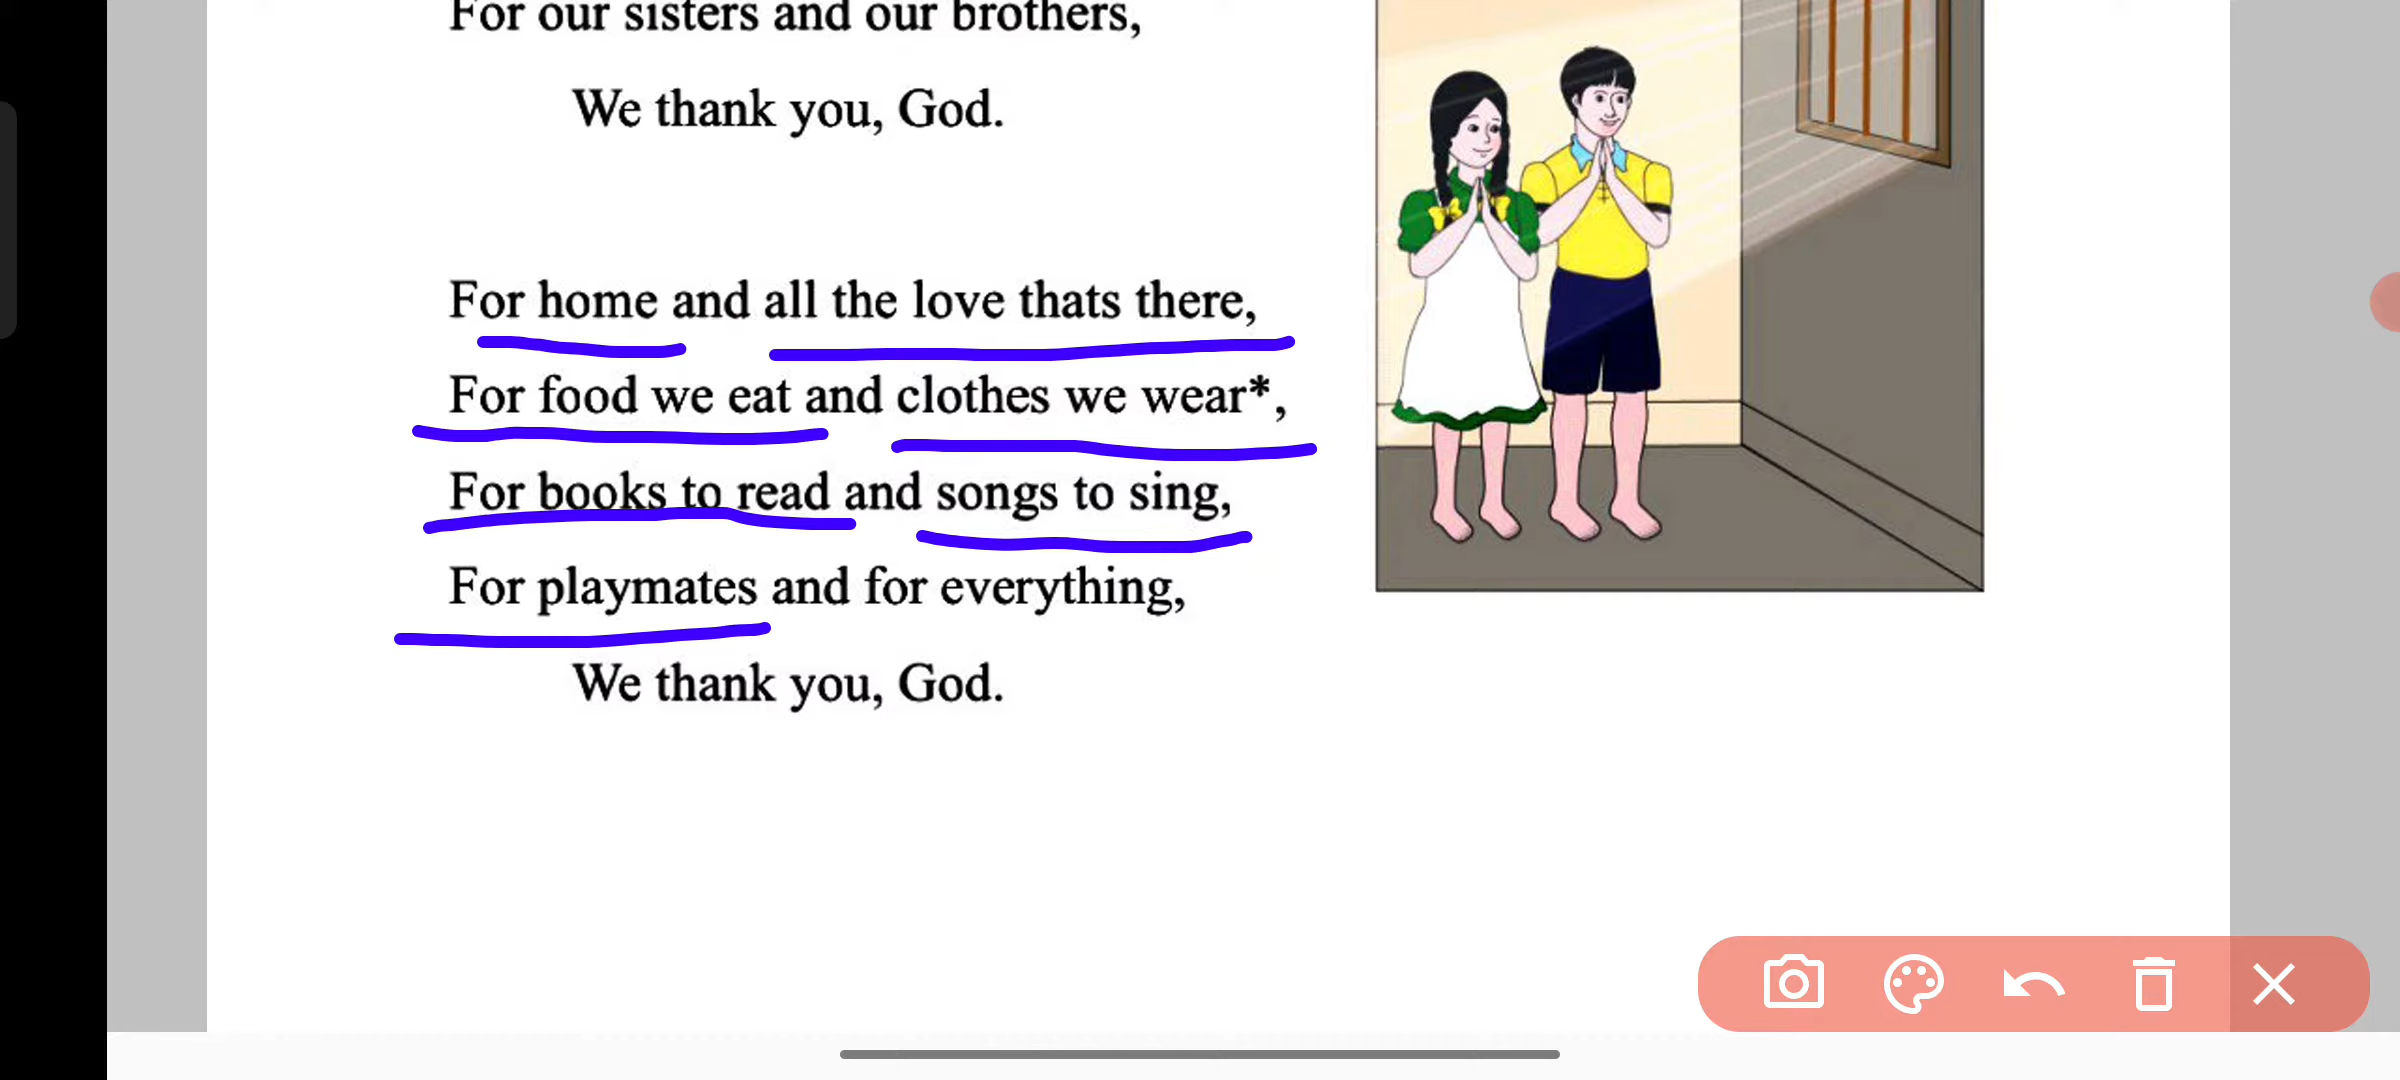 For our sisters and our brothers,
We thank you, God.
For home and all the love thats there,
For food we eat and clothes we wear*,
For books to read and songs to sing,
For playmates and for everything,
We thank you, God.